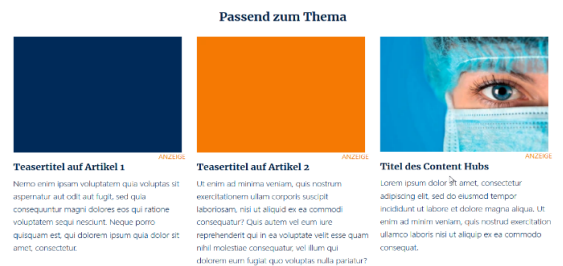 Passend zum Thema
ANZEIGE
Teasertitel auf Artikel 1
Nemo enim ipsam voluptatem quia voluptas sit
aspernatur aut odit aut fugit, sed quia
consequuntur magni dolores eos qui ratione
voluptatem sequi nesciunt. Neque porro
quisquam est, qui dolorem ipsum quia dolor sit
amet, consectetur.
ANZEIGE
Teasertitel auf Artikel 2
Ut enim ad minima veniam, quis nostrum
exercitationem ullam corporis suscipit
laboriosam, nisi ut aliquid ex ea commodi
consequatur? Quis autem vel eum iure
reprehenderit qui in ea voluptate velit esse quam
nihil molestiae consequatur, vel illum qui
dolorem eum fugiat quo voluptas nulla pariatur?
ANZEIGE
Titel des Content Hubs
Lorem ipsum dolor sit amet, consectetur
adipiscing elit, sed do eiusmod tempor
incididunt ut labore et dolore magna aliqua. Ut
enim ad minim veniam, quis nostrud exercitation
ullamco laboris nisi ut aliquip ex ea commodo
consequat.